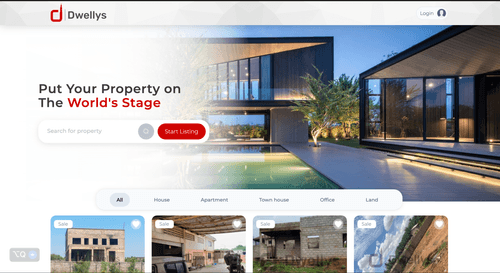 Dwellys
Login
Put Your Property on
The World's Stage
Search for property
Start Listing
All
House
Apartment
Town house
Office
Land
Sale
Sale
Sale
Sale
Dwellys